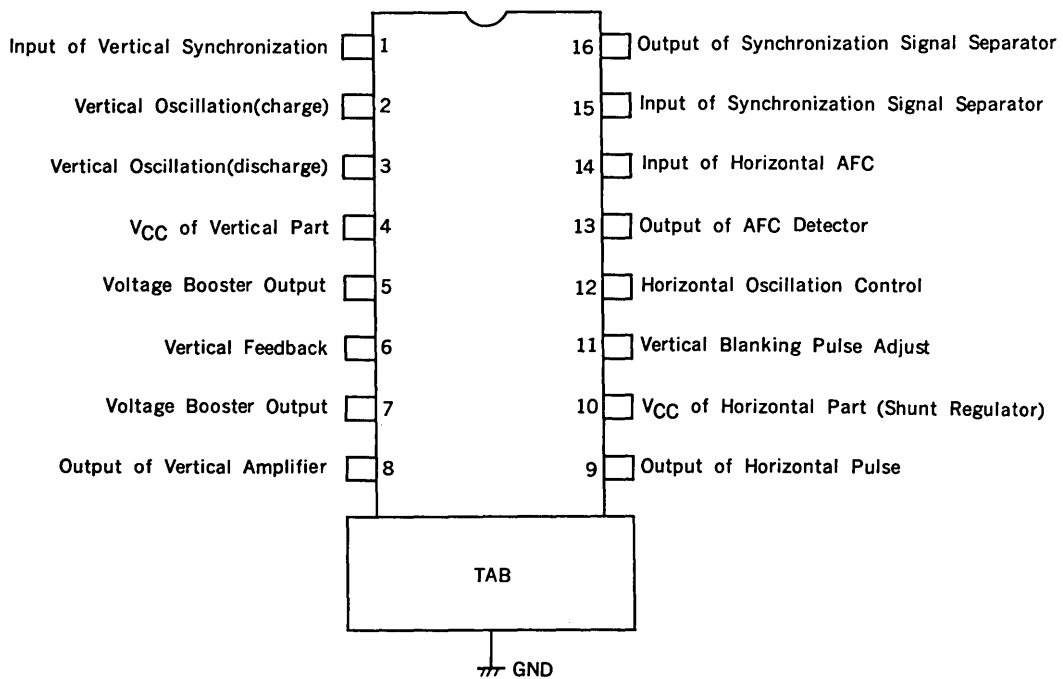 Input of Vertical Synchronization 1
Vertical Oscillation(charge) 2
Vertical Oscillation(discharge) 3
VCC of Vertical Part 4
Voltage Booster Output 5
Vertical Feedback 6
Voltage Booster Output 7
Output of Vertical Amplifier 8
16 Output of Synchronization Signal Separator
15 Input of Synchronization Signal Separator
14 Input of Horizontal AFC
13 Output of AFC Detector
12 Horizontal Oscillation Control
11 Vertical Blanking Pulse Adjust
10 VCC of Horizontal Part (Shunt Regulator)
9 Output of Horizontal Pulse
TAB
GND